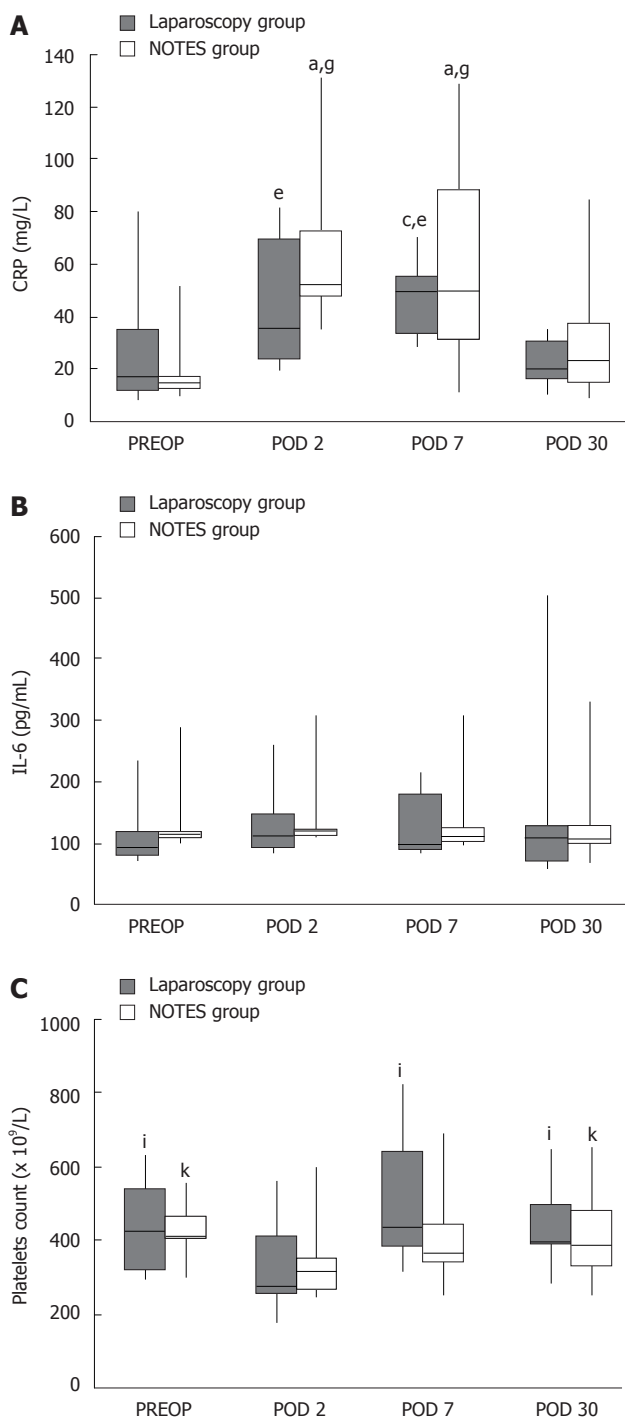 A
Laparoscopy group
NOTES group
140
120
100
80
60
40
20
0
CRP (mg/L)
a,g
a,g
e
c,e
PREOP POD 2 POD 7 POD 30
B
Laparoscopy group
NOTES group
600
500
400
300
200
100
0
IL-6 (pg/mL)
PREOP POD 2 POD 7 POD 30
C
Laparoscopy group
NOTES group
1000
800
600
400
200
0
Platelets count (x 10⁹/L)
i
k
i
i
k
PREOP POD 2 POD 7 POD 30